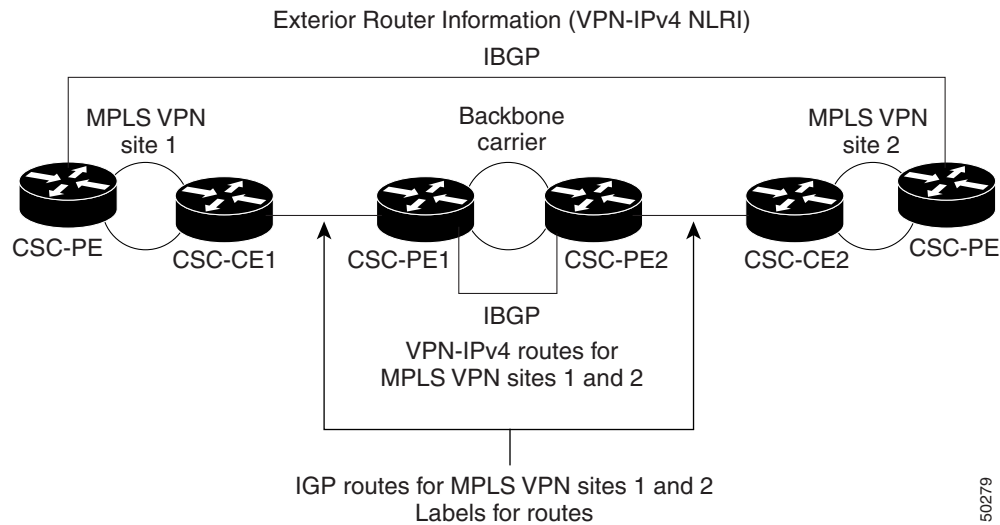 Exterior Router Information (VPN-IPv4 NLRI)
IBGP
MPLS VPN
site 1
Backbone
carrier
MPLS VPN
site 2
CSC-PE
CSC-CE1
CSC-PE1
CSC-PE2
CSC-CE2
CSC-PE
IBGP
VPN-IPv4 routes for
MPLS VPN sites 1 and 2
IGP routes for MPLS VPN sites 1 and 2
Labels for routes
50279